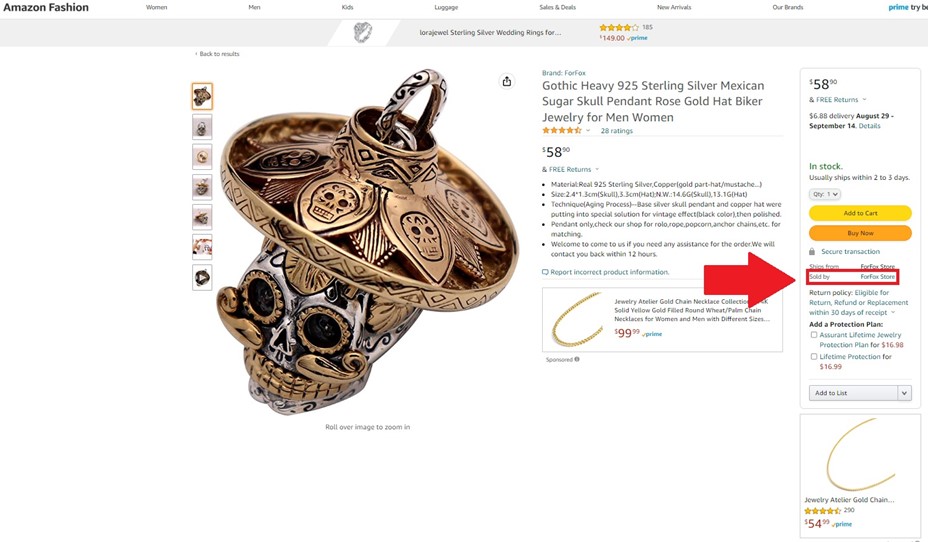 Amazon Fashion
Women
Men
Kids
Luggage
Sales & Deals
New Arrivals
Our Brands
prime try be
lorajewel Sterling Silver Wedding Rings for...
185
$149.00 prime
‹ Back to results
Roll over image to zoom in
Brand: ForFox
Gothic Heavy 925 Sterling Silver Mexican
Sugar Skull Pendant Rose Gold Hat Biker
Jewelry for Men Women
28 ratings
$58 90
& FREE Returns
• Material:Real 925 Sterling Silver,Copper(gold part-hat/mustache...)
• Size:2.4*1.3cm(Skull),3.3cm(Hat);N.W.:14.6G(Skull),13.1G(Hat)
• Technique(Aging Process)--Base silver skull pendant and copper hat were
putting into special solution for vintage effect(black color),then polished.
• Pendant only,check our shop for rolo,rope,popcorn,anchor chains,etc. for
matching.
• Welcome to come to us if you need any assistance for the order.We will
contact you back within 12 hours.
Report incorrect product information.
Jewelry Atelier Gold Chain Necklace Collection
Solid Yellow Gold Filled Round Wheat/Palm Chain
Necklaces for Women and Men with Different Sizes...
$99 99 prime
Sponsored
$58 90
& FREE Returns
$6.88 delivery August 29 -
September 14. Details
In stock.
Usually ships within 2 to 3 days.
Qty: 1
Add to Cart
Buy Now
Secure transaction
Ships from ForFox Store
Sold by ForFox Store
Return policy: Eligible for
Return, Refund or Replacement
within 30 days of receipt
Add a Protection Plan:
Assurant Lifetime Jewelry
Protection Plan for $16.98
Lifetime Protection for
$16.99
Add to List
Jewelry Atelier Gold Chain...
290
$54 99 prime